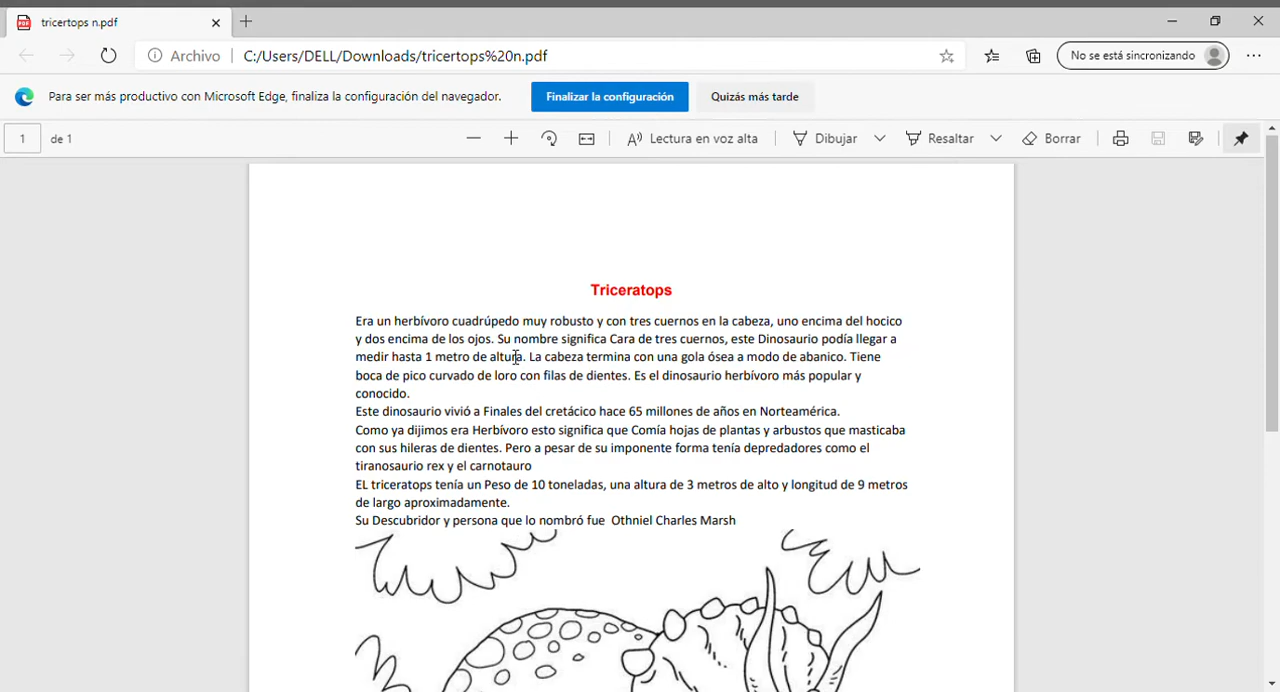 tricertops n.pdf
Archivo C:/Users/DELL/Downloads/tricertops%20n.pdf No se está sincronizando
Para ser más productivo con Microsoft Edge, finaliza la configuración del navegador. Finalizar la configuración Quizás más tarde
1 de 1 Lectura en voz alta Dibujar Resaltar Borrar
Triceratops
Era un herbívoro cuadrúpedo muy robusto y con tres cuernos en la cabeza, uno encima del hocico
y dos encima de los ojos. Su nombre significa Cara de tres cuernos, este Dinosaurio podía llegar a
medir hasta 1 metro de altura. La cabeza termina con una gola ósea a modo de abanico. Tiene
boca de pico curvado de loro con filas de dientes. Es el dinosaurio herbívoro más popular y
conocido.
Este dinosaurio vivió a Finales del cretácico hace 65 millones de años en Norteamérica.
Como ya dijimos era Herbívoro esto significa que Comía hojas de plantas y arbustos que masticaba
con sus hileras de dientes. Pero a pesar de su imponente forma tenía depredadores como el
tiranosaurio rex y el carnotauro
EL triceratops tenía un Peso de 10 toneladas, una altura de 3 metros de alto y longitud de 9 metros
de largo aproximadamente.
Su Descubridor y persona que lo nombró fue  Othniel Charles Marsh